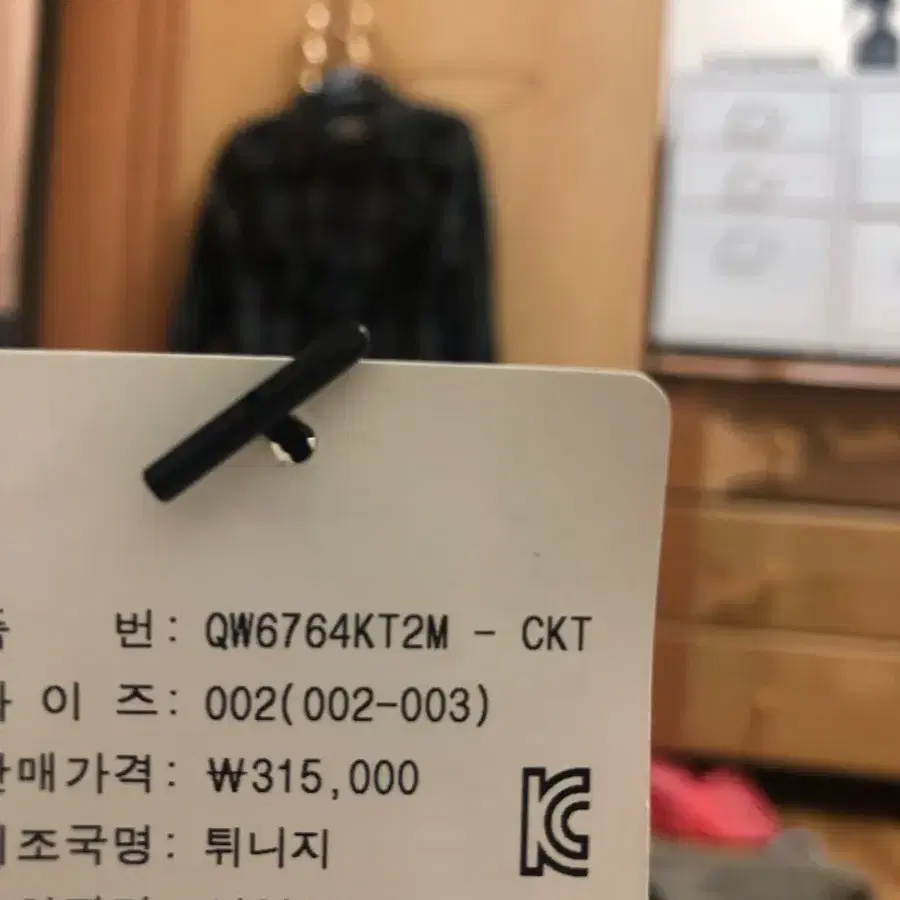 번: QW6764KT2M - CKT
이 즈: 002(002-003)
매가격: ₩315,000
조국명: 튀니지
KC